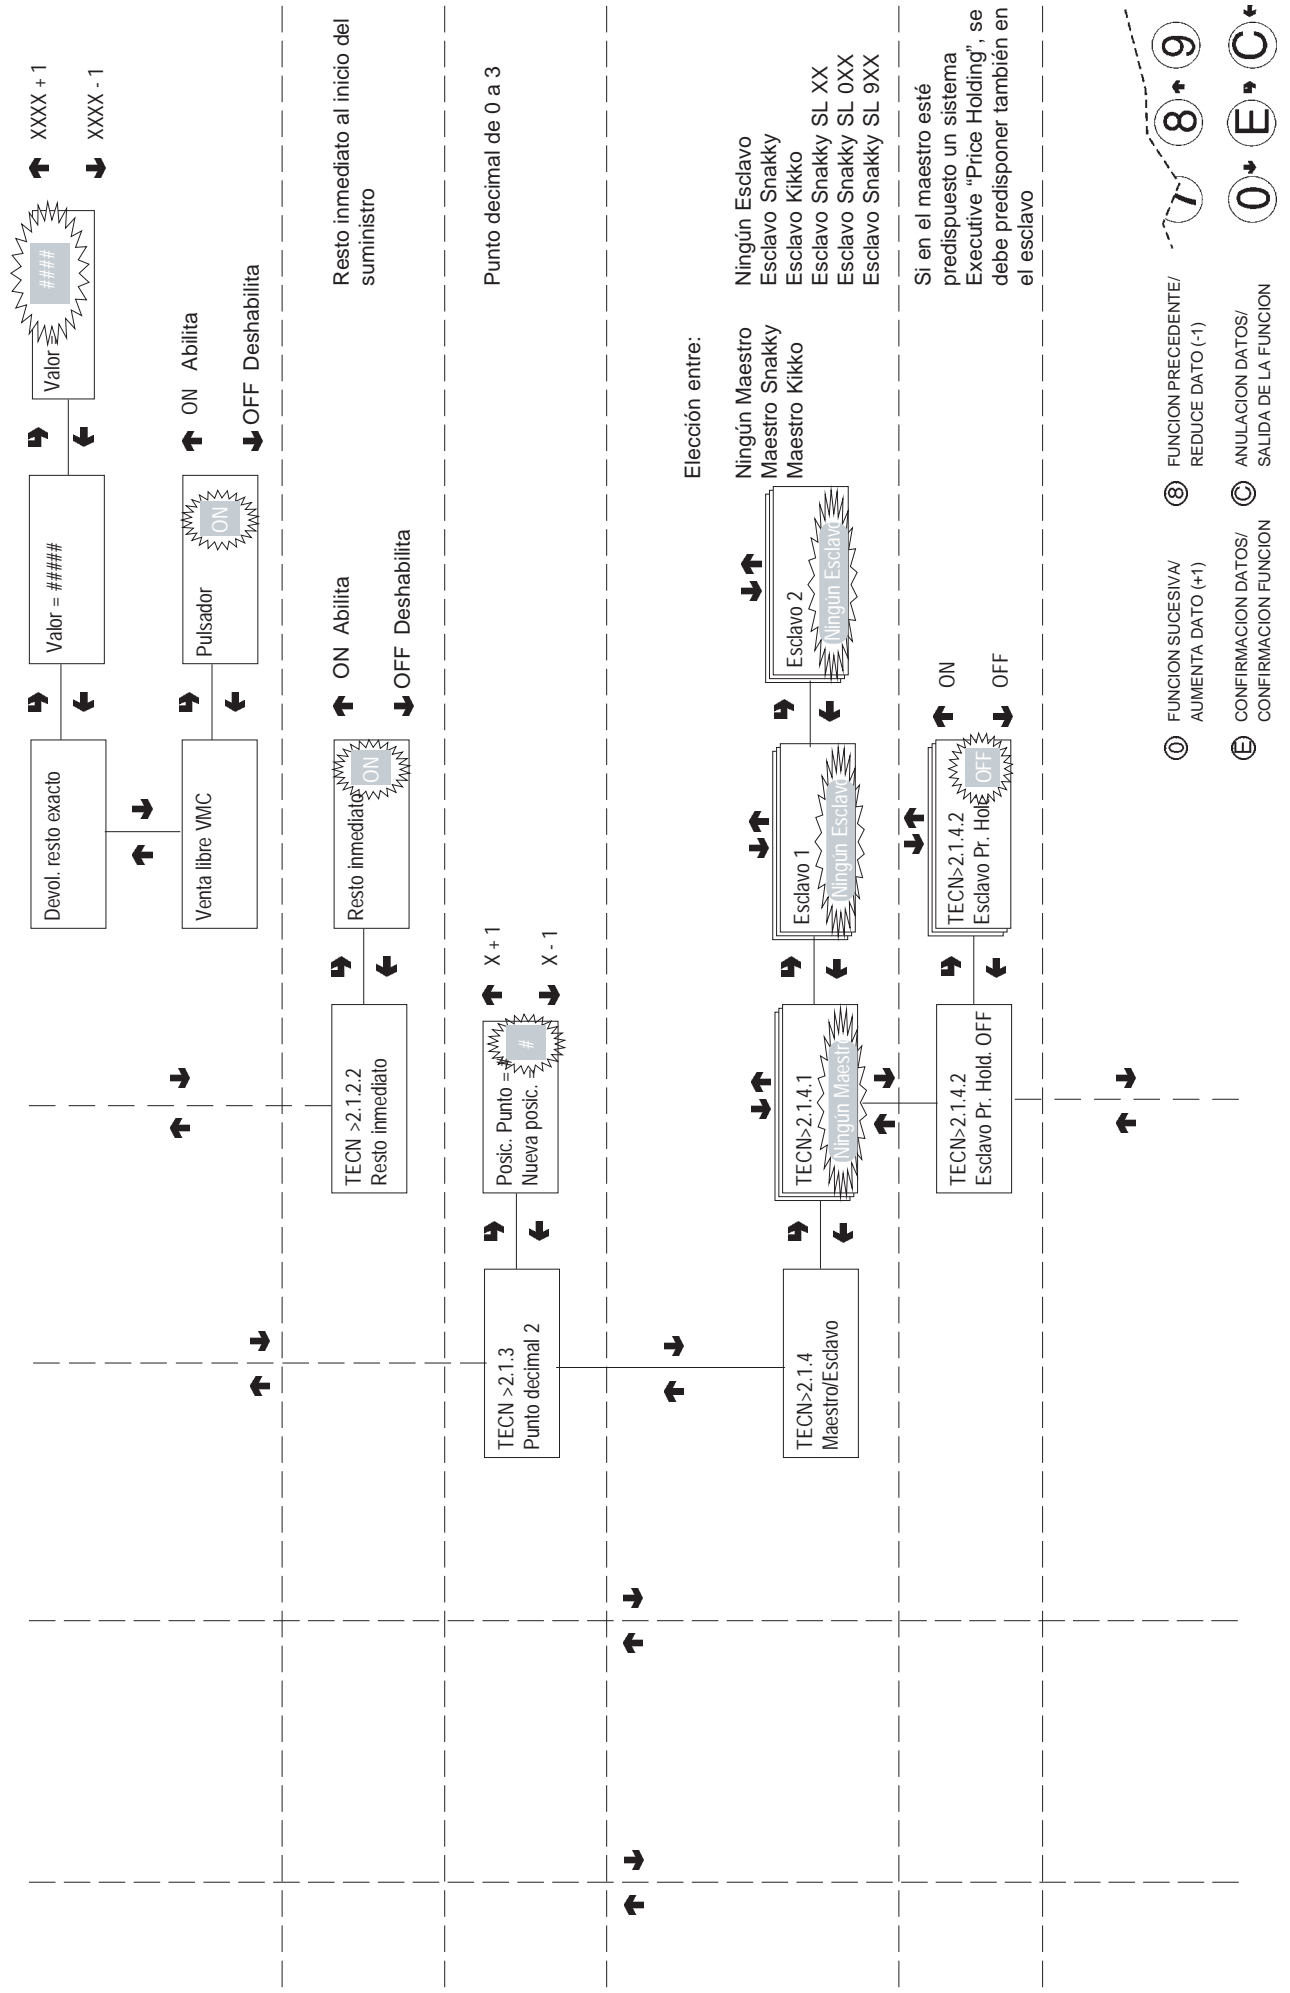 Devol. resto exacto
Valor = #####
Valor =
####
XXXX + 1
XXXX - 1
Venta libre VMC
Pulsador
ON
ON Abilita
OFF Deshabilita
TECN >2.1.2.2
Resto inmediato
Resto inmediato
ON
ON Abilita
OFF Deshabilita
Resto inmediato al inicio del
suministro
TECN >2.1.3
Punto decimal 2
Posic. Punto = #
Nueva posic. =
#
X + 1
X - 1
Punto decimal de 0 a 3
TECN>2.1.4
Maestro/Esclavo
TECN>2.1.4.1
Ningún Maestro
Esclavo 1
Ningún Esclavo
Esclavo 2
Ningún Esclavo
Elección entre:
Ningún Maestro
Maestro Snakky
Maestro Kikko
Ningún Esclavo
Esclavo Snakky
Esclavo Kikko
Esclavo Snakky SL XX
Esclavo Snakky SL 0XX
Esclavo Snakky SL 9XX
TECN>2.1.4.2
Esclavo Pr. Hold. OFF
TECN>2.1.4.2
Esclavo Pr. Hold
OFF
ON
OFF
Si en el maestro esté
predispuesto un sistema
Executive “Price Holding”, se
debe predisponer también en
el esclavo
0 FUNCION SUCESIVA/
AUMENTA DATO (+1)
8 FUNCION PRECEDENTE/
REDUCE DATO (-1)
E CONFIRMACION DATOS/
CONFIRMACION FUNCION
C ANULACION DATOS/
SALIDA DE LA FUNCION
7 8 9
0 E C